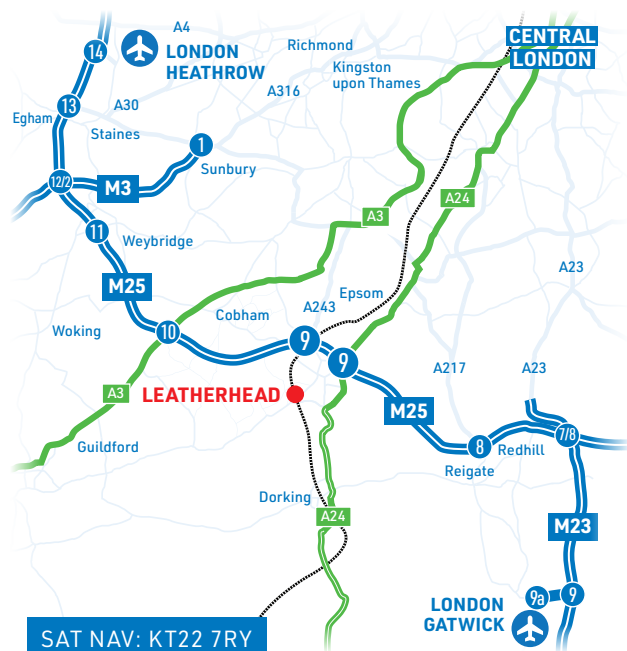 A4
14
LONDON
HEATHROW
Richmond
Kingston
upon Thames
CENTRAL
LONDON
A316
13
A30
Egham
Staines
1
Sunbury
12/2
M3
A24
A3
11
Weybridge
A23
M25
Epsom
A243
Cobham
Woking
10
9
9
A217
A23
A3
LEATHERHEAD
M25
7/8
8
Redhill
Guildford
Reigate
Dorking
A24
M23
9a
9
LONDON
GATWICK
SAT NAV: KT22 7RY